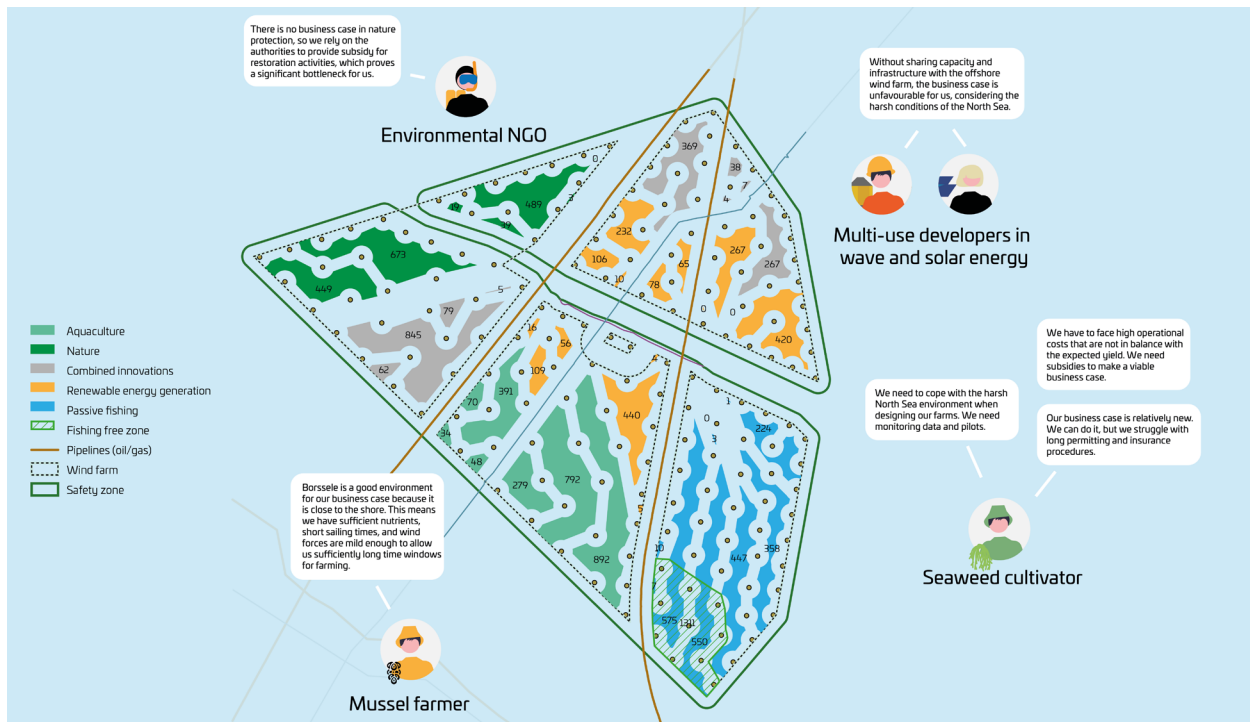 There is no business case in nature
protection, so we rely on the
authorities to provide subsidy for
restoration activities, which proves
a significant bottleneck for us.
Environmental NGO
Without sharing capacity and
infrastructure with the offshore
wind farm, the business case is
unfavourable for us, considering the
harsh conditions of the North Sea.
Multi-use developers in
wave and solar energy
369
38
7
4
0
3
489
19
39
232
106
10
78
65
267
267
0
0
420
673
449
5
79
845
62
Aquaculture
Nature
Combined innovations
Renewable energy generation
Passive fishing
Fishing free zone
Pipelines (oil/gas)
Wind farm
Safety zone
16
56
109
391
70
34
48
4
440
279
792
892
5
1
0
3
224
10
447
358
7
575
1311
550
We have to face high operational
costs that are not in balance with
the expected yield. We need
subsidies to make a viable
business case.
We need to cope with the harsh
North Sea environment when
designing our farms. We need
monitoring data and pilots.
Our business case is relatively new.
We can do it, but we struggle with
long permitting and insurance
procedures.
Seaweed cultivator
Borssele is a good environment
for our business case because it
is close to the shore. This means
we have sufficient nutrients,
short sailing times, and wind
forces are mild enough to allow
us sufficiently long time windows
for farming.
Mussel farmer